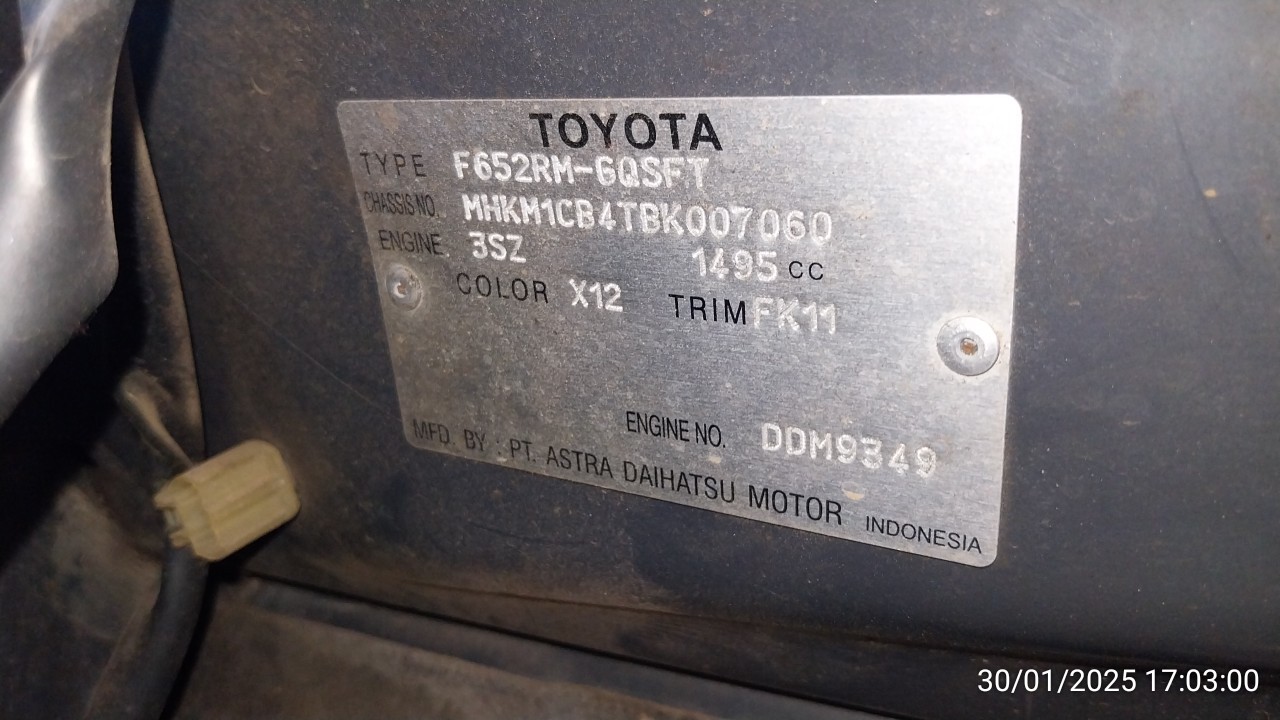 TOYOTA
TYPE F652RM-GQSFT
CHASSIS NO. MHKM1CB4TBK007060
ENGINE 3SZ 1495 CC
COLOR X12 TRIM FK11
ENGINE NO. DDM9349
MFD. BY : PT. ASTRA DAIHATSU MOTOR INDONESIA
30/01/2025 17:03:00